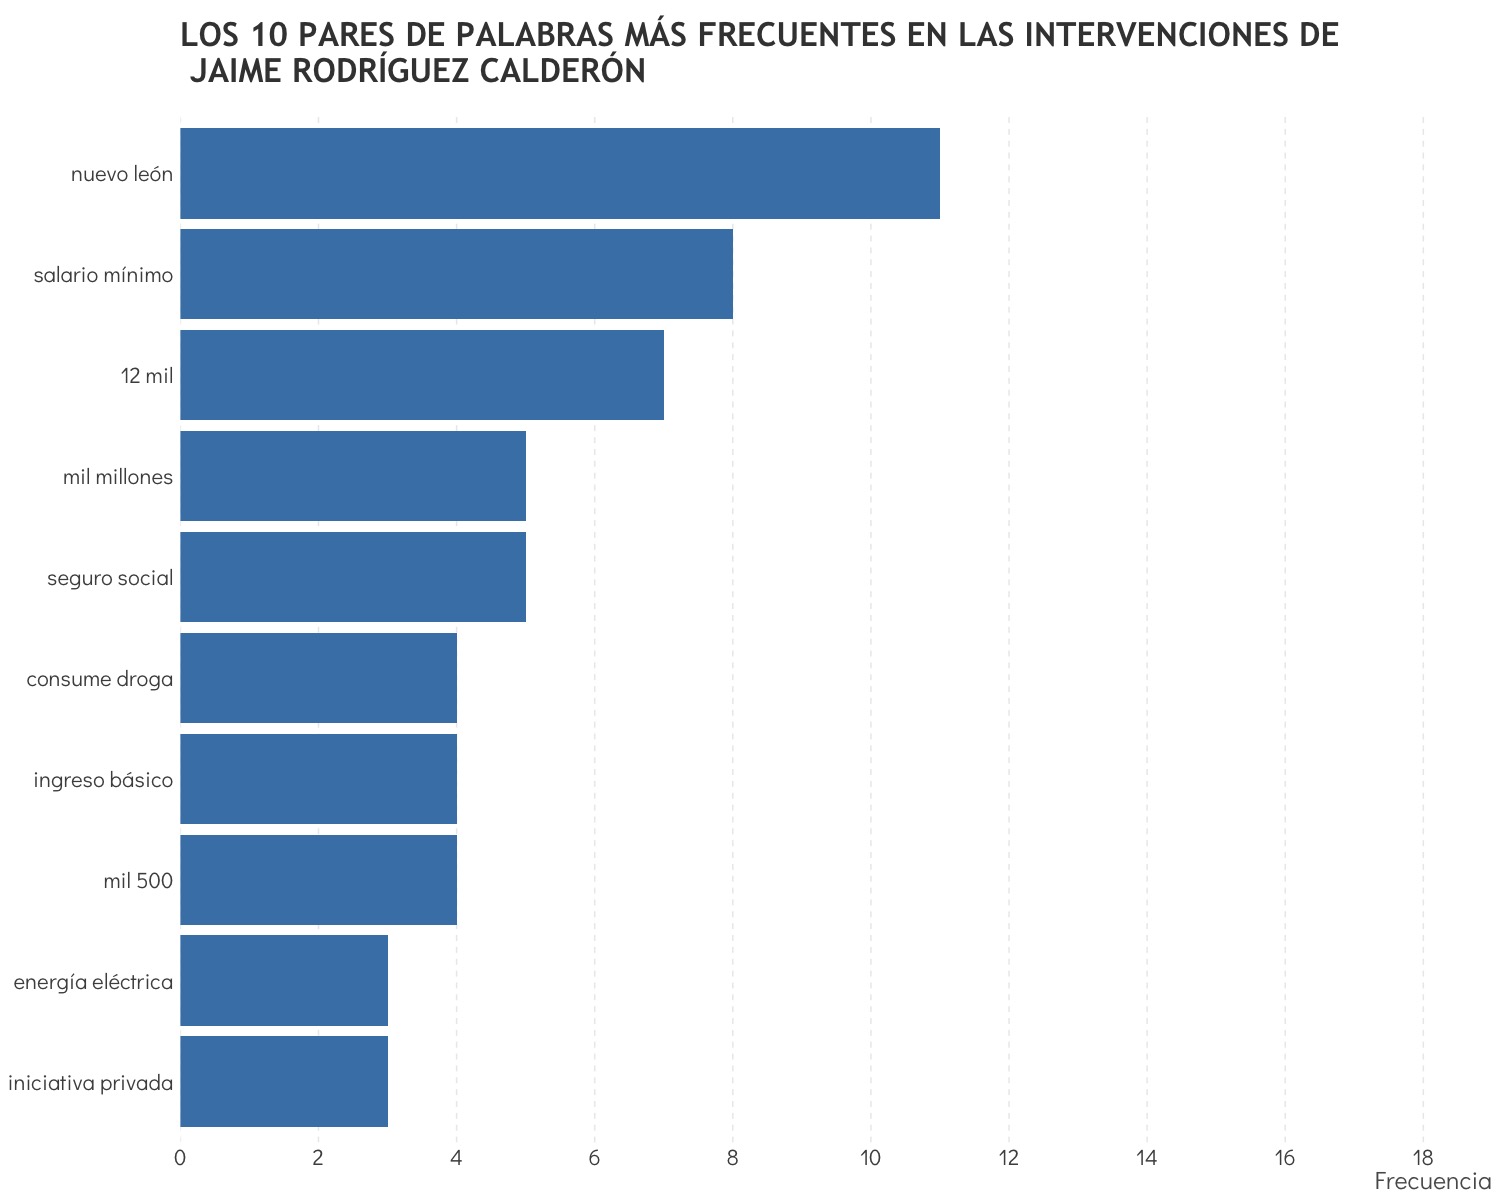 LOS 10 PARES DE PALABRAS MÁS FRECUENTES EN LAS INTERVENCIONES DE
JAIME RODRÍGUEZ CALDERÓN
nuevo león
salario mínimo
12 mil
mil millones
seguro social
consume droga
ingreso básico
mil 500
energía eléctrica
iniciativa privada
0 2 4 6 8 10 12 14 16 18
Frecuencia